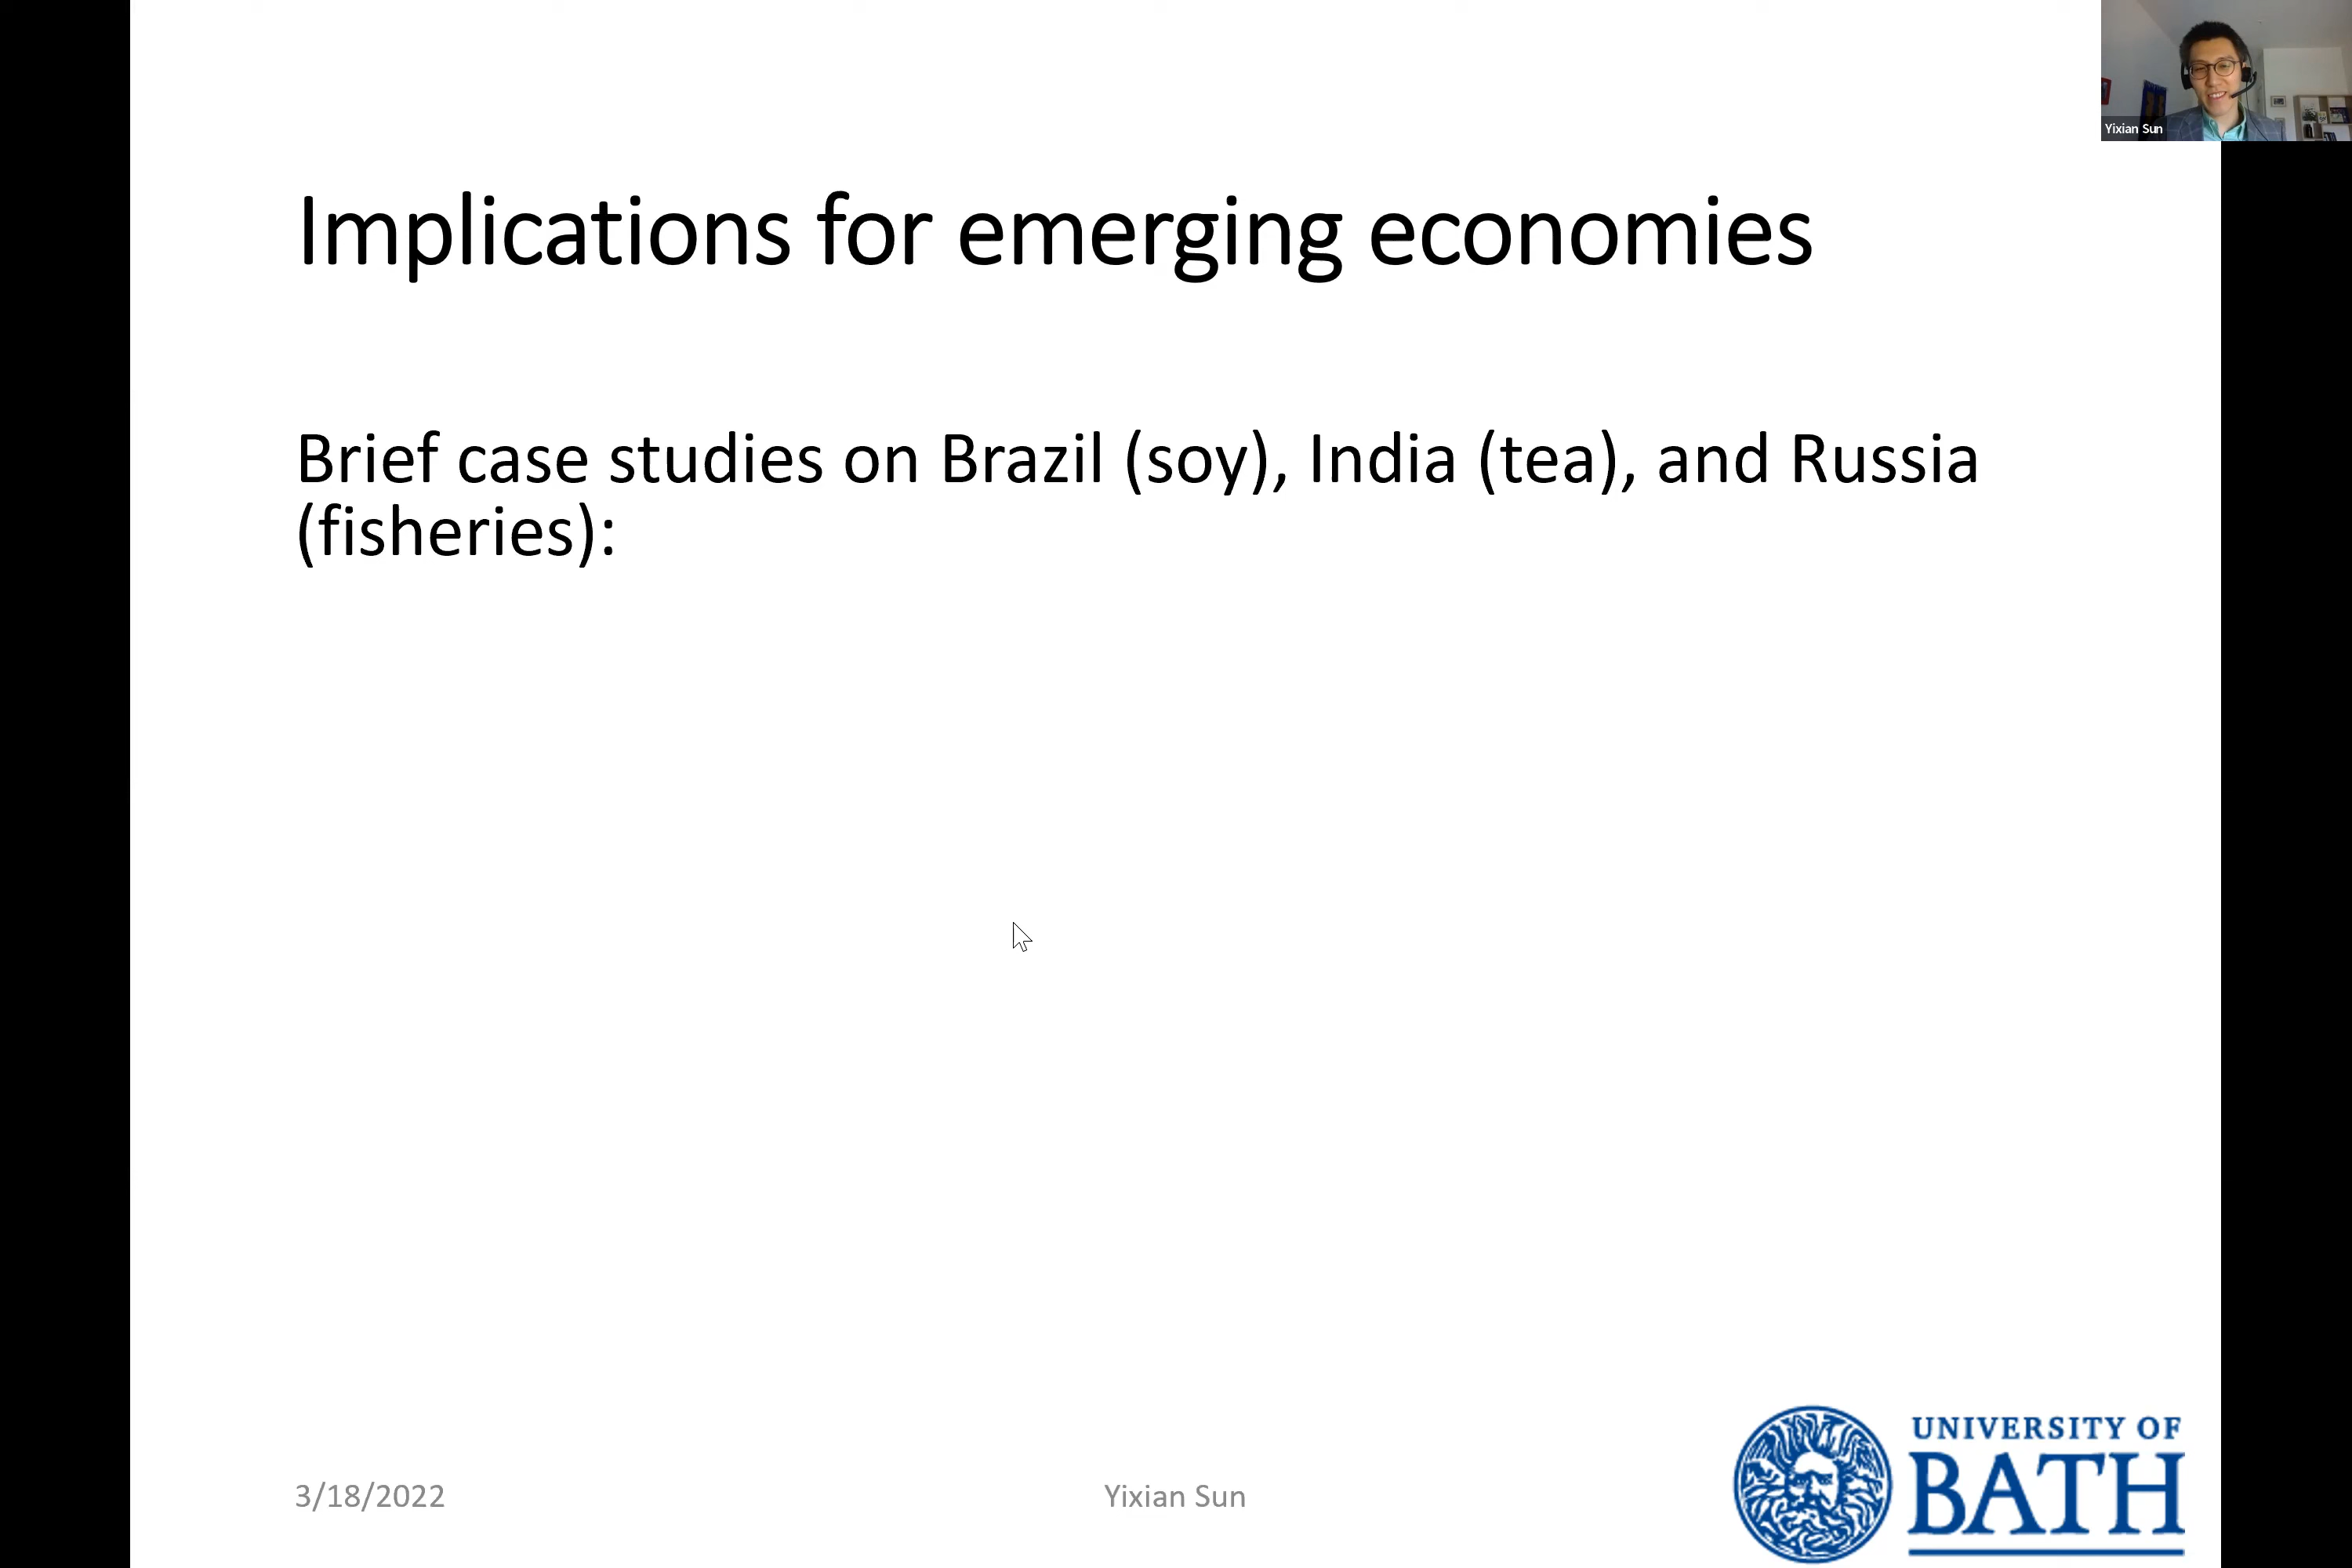 Yixian Sun
Implications for emerging economies
Brief case studies on Brazil (soy), India (tea), and Russia
(fisheries):
3/18/2022
Yixian Sun
UNIVERSITY OF
BATH